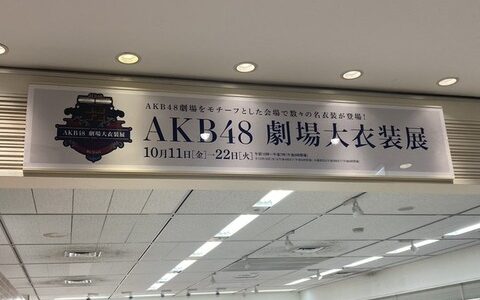 AKB48劇場をモチーフとした会場で数々の名衣装が登場!
AKB48 劇場大衣装展
AKB48 劇場大衣装展
10月11日[金]→22日[火]